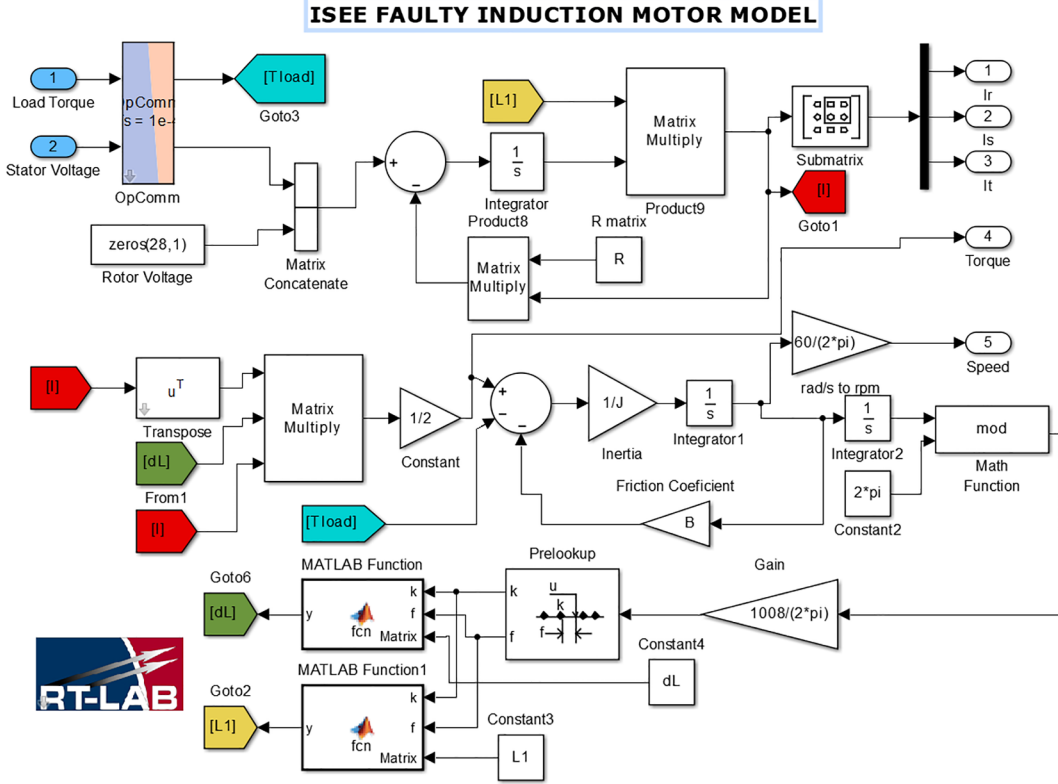 ISEE FAULTY INDUCTION MOTOR MODEL
1
Load Torque
2
Stator Voltage
pComm
s = 1e-
OpComm
[Tload]
Goto3
zeros(28,1)
Rotor Voltage
Matrix
Concatenate
+
−
1
s
Integrator
[L1]
Matrix
Multiply
Product9
Product8
Matrix
Multiply
R matrix
R
Submatrix
[I]
Goto1
1
Ir
2
Is
3
It
4
Torque
5
Speed
[I]
uT
Transpose
[dL]
From1
[I]
Matrix
Multiply
1/2
Constant
[Tload]
+
−
−
1/J
Inertia
1
s
Integrator1
60/(2*pi)
rad/s to rpm
1
s
Integrator2
2*pi
Constant2
mod
Math
Function
Friction Coeficient
B
Goto6
[dL]
MATLAB Function
y
fcn
k
f
Matrix
Prelookup
k
f
u
k
f
Gain
1008/(2*pi)
Constant4
dL
RT-LAB
Goto2
[L1]
MATLAB Function1
y
fcn
k
f
Matrix
Constant3
L1